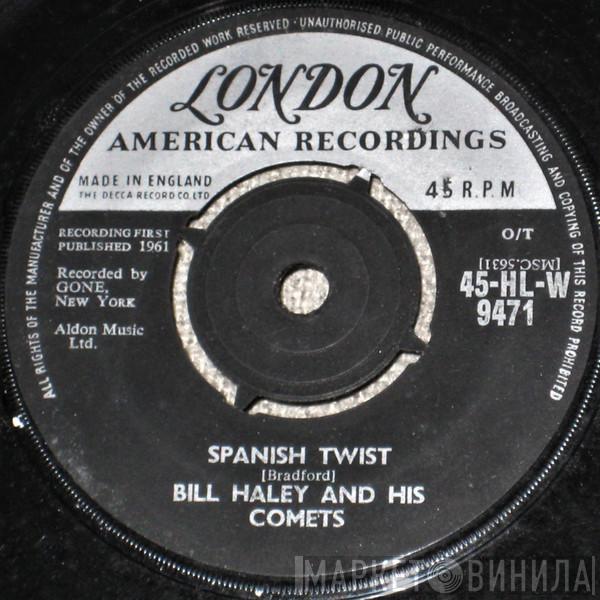 ALL RIGHTS OF THE MANUFACTURER AND OF THE OWNER OF THE RECORDED WORK RESERVED · UNAUTHORISED PUBLIC PERFORMANCE BROADCASTING AND COPYING OF THIS RECORD PROHIBITED
LONDON
AMERICAN RECORDINGS
MADE IN ENGLAND
THE DECCA RECORD CO. LTD.
45 R.P.M
RECORDING FIRST
PUBLISHED 1961
O/T
[MSC.5631]
Recorded by
GONE,
NEW YORK
45-HL-W
9471
Aldon Music
Ltd.
SPANISH TWIST
[Bradford]
BILL HALEY AND HIS
COMETS
МАРКЕТ ВИНИЛА